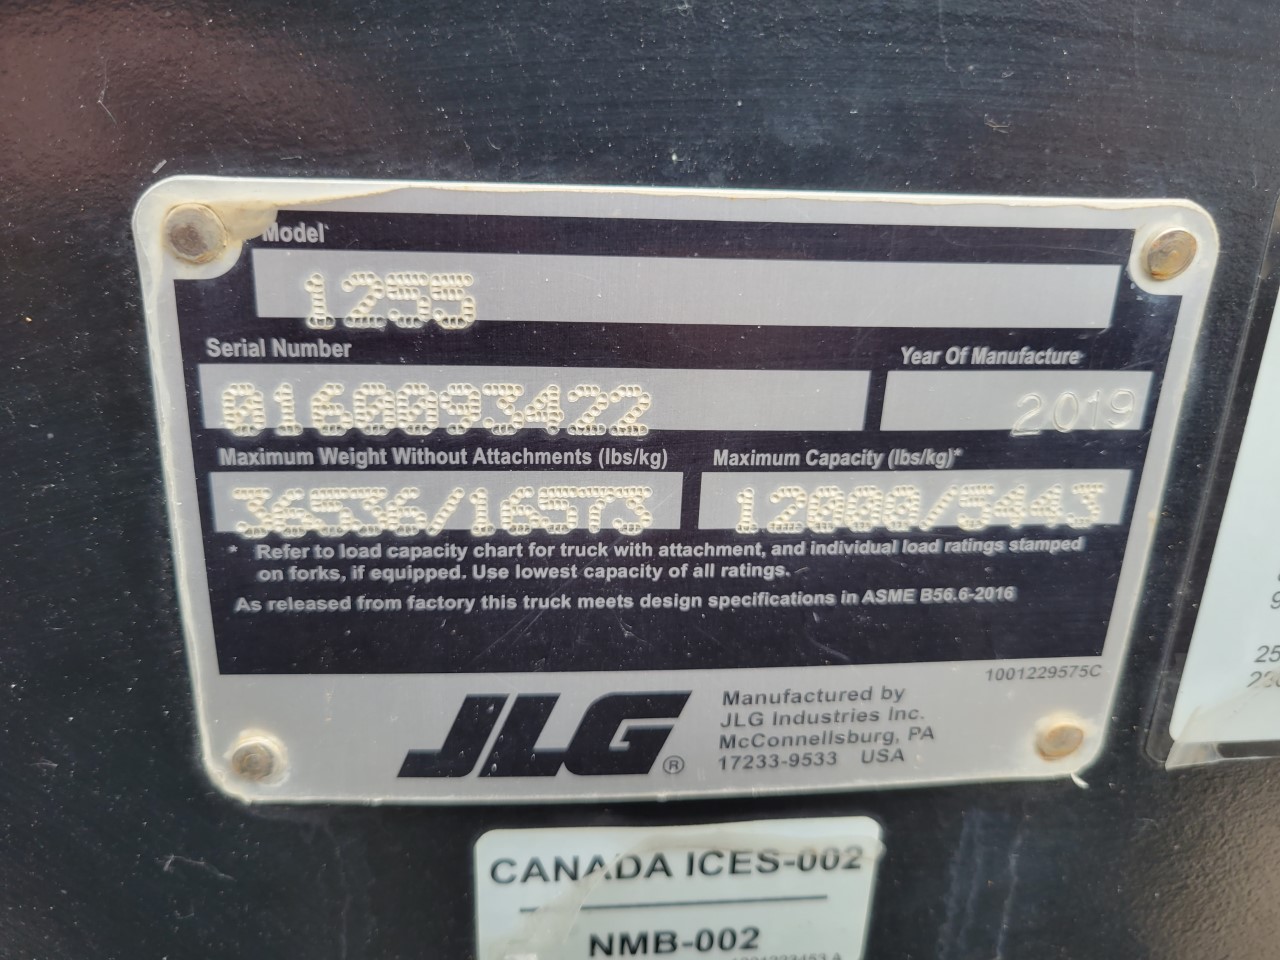 Model
1255
Serial Number
Year Of Manufacture
0160093422
2019
Maximum Weight Without Attachments (lbs/kg)
Maximum Capacity (lbs/kg)*
36536/16573
12000/5443
* Refer to load capacity chart for truck with attachment, and individual load ratings stamped
on forks, if equipped. Use lowest capacity of all ratings.
As released from factory this truck meets design specifications in ASME B56.6-2016
1001229575C
JLG®
Manufactured by
JLG Industries Inc.
McConnellsburg, PA
17233-9533 USA
CANADA ICES-002
NMB-002